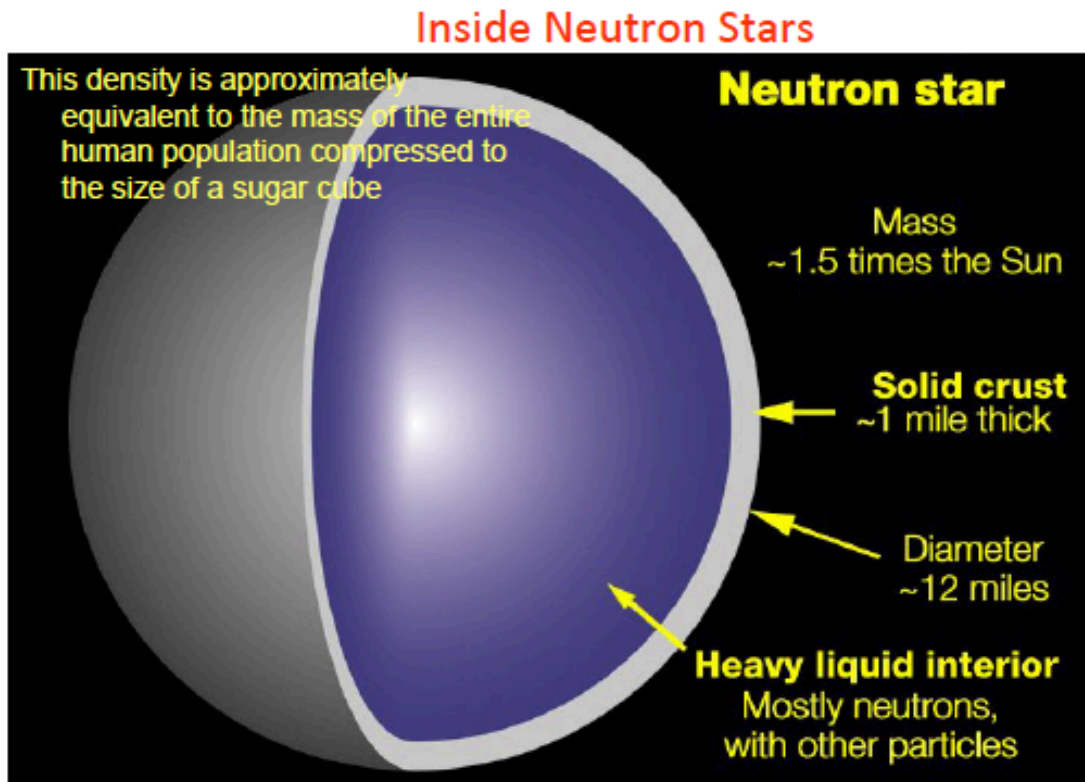 Inside Neutron Stars
This density is approximately
equivalent to the mass of the entire
human population compressed to
the size of a sugar cube
Neutron star
Mass
~1.5 times the Sun
Solid crust
~1 mile thick
Diameter
~12 miles
Heavy liquid interior
Mostly neutrons,
with other particles